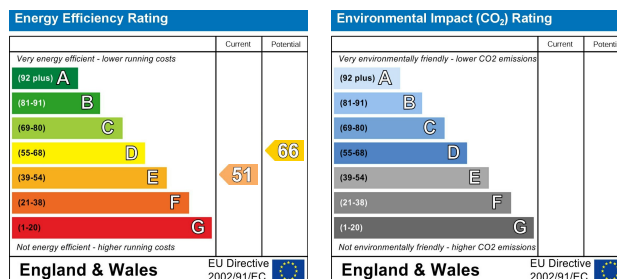 Energy Efficiency Rating
Current Potential
Very energy efficient - lower running costs
(92 plus) A
(81-91) B
(69-80) C
(55-68) D
(39-54) E
(21-38) F
(1-20) G
51
66
Not energy efficient - higher running costs
England & Wales
EU Directive
2002/91/EC
Environmental Impact (CO₂) Rating
Current Potential
Very environmentally friendly - lower CO2 emissions
(92 plus) A
(81-91) B
(69-80) C
(55-68) D
(39-54) E
(21-38) F
(1-20) G
Not environmentally friendly - higher CO2 emissions
England & Wales
EU Directive
2002/91/EC